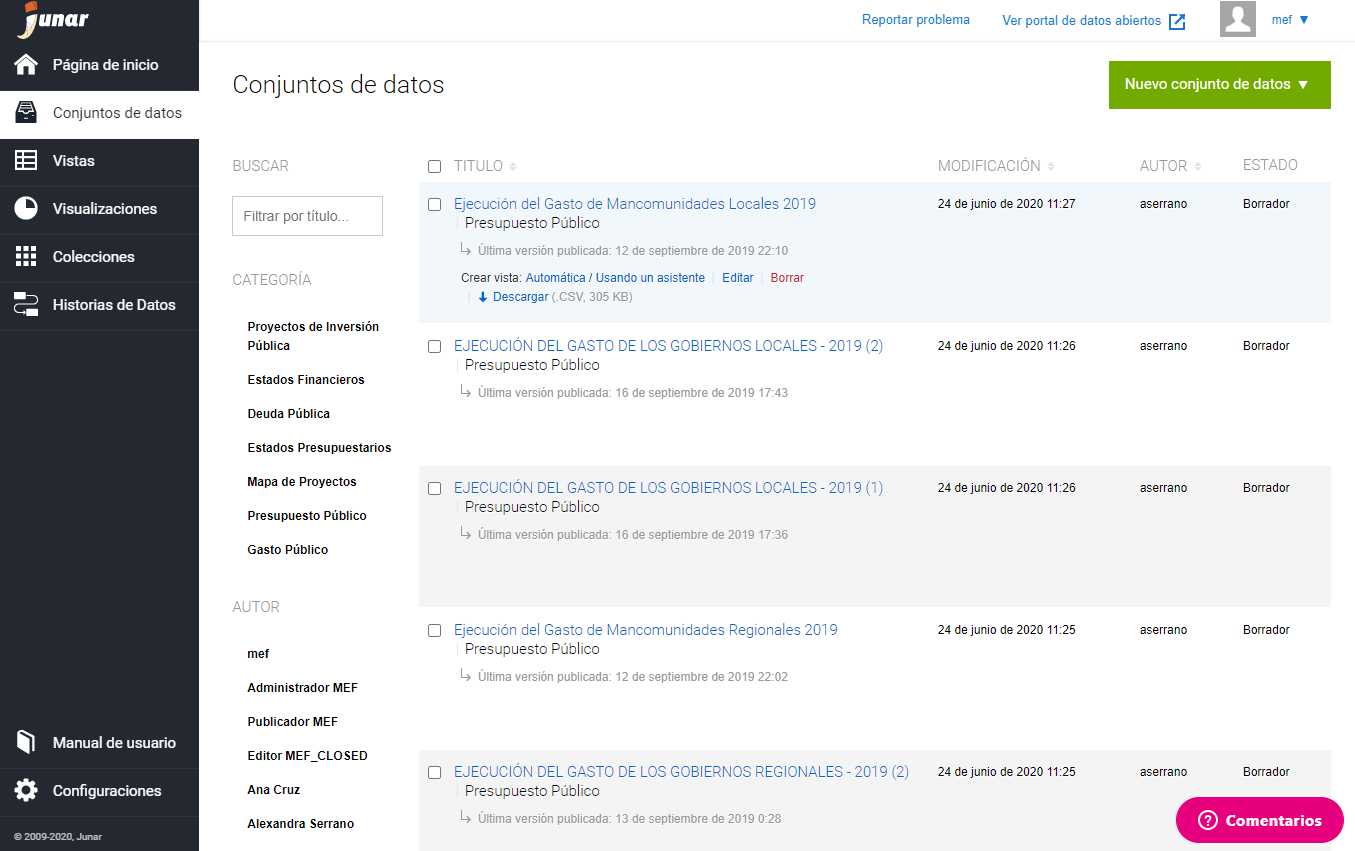 junar
Página de inicio
Conjuntos de datos
Vistas
Visualizaciones
Colecciones
Historias de Datos
Manual de usuario
Configuraciones
© 2009-2020, Junar
Reportar problema
Ver portal de datos abiertos
mef ▼
Conjuntos de datos
Nuevo conjunto de datos ▼
BUSCAR
Filtrar por título...
CATEGORÍA
Proyectos de Inversión
Pública
Estados Financieros
Deuda Pública
Estados Presupuestarios
Mapa de Proyectos
Presupuesto Público
Gasto Público
AUTOR
mef
Administrador MEF
Publicador MEF
Editor MEF_CLOSED
Ana Cruz
Alexandra Serrano
TITULO MODIFICACIÓN AUTOR ESTADO
Ejecución del Gasto de Mancomunidades Locales 2019 24 de junio de 2020 11:27 aserrano Borrador
Presupuesto Público
Última versión publicada: 12 de septiembre de 2019 22:10
Crear vista: Automática / Usando un asistente | Editar | Borrar
Descargar (.CSV, 305 KB)
EJECUCIÓN DEL GASTO DE LOS GOBIERNOS LOCALES - 2019 (2) 24 de junio de 2020 11:26 aserrano Borrador
Presupuesto Público
Última versión publicada: 16 de septiembre de 2019 17:43
EJECUCIÓN DEL GASTO DE LOS GOBIERNOS LOCALES - 2019 (1) 24 de junio de 2020 11:26 aserrano Borrador
Presupuesto Público
Última versión publicada: 16 de septiembre de 2019 17:36
Ejecución del Gasto de Mancomunidades Regionales 2019 24 de junio de 2020 11:25 aserrano Borrador
Presupuesto Público
Última versión publicada: 12 de septiembre de 2019 22:02
EJECUCIÓN DEL GASTO DE LOS GOBIERNOS REGIONALES - 2019 (2) 24 de junio de 2020 11:25 aserrano Borrador
Presupuesto Público
Última versión publicada: 13 de septiembre de 2019 0:28
Comentarios